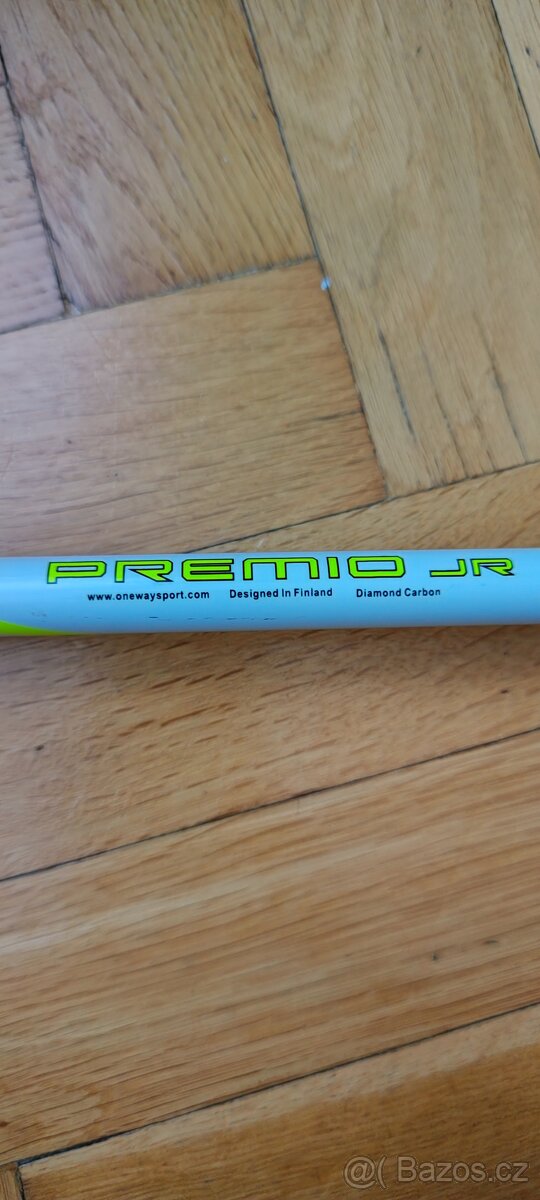 PREMIO JR
www.onewaysport.com Designed In Finland Diamond Carbon
@( Bazos.cz